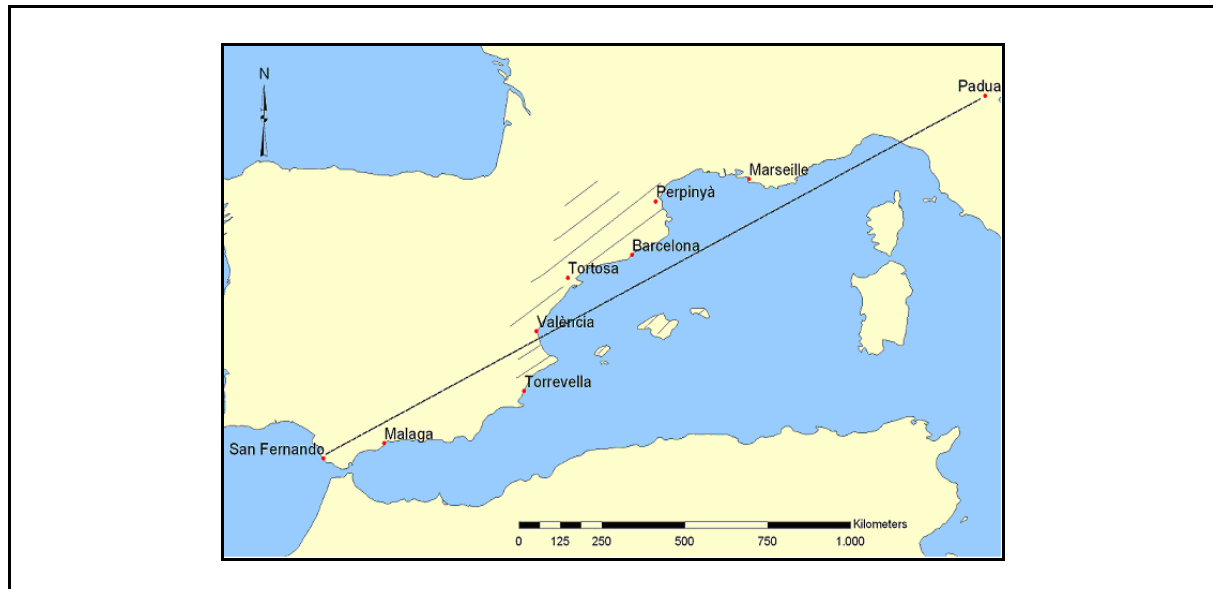 N
Padua
Marseille
Perpinyà
Barcelona
Tortosa
València
Torrevella
Malaga
San Fernando
Kilometers
0 125 250 500 750 1.000